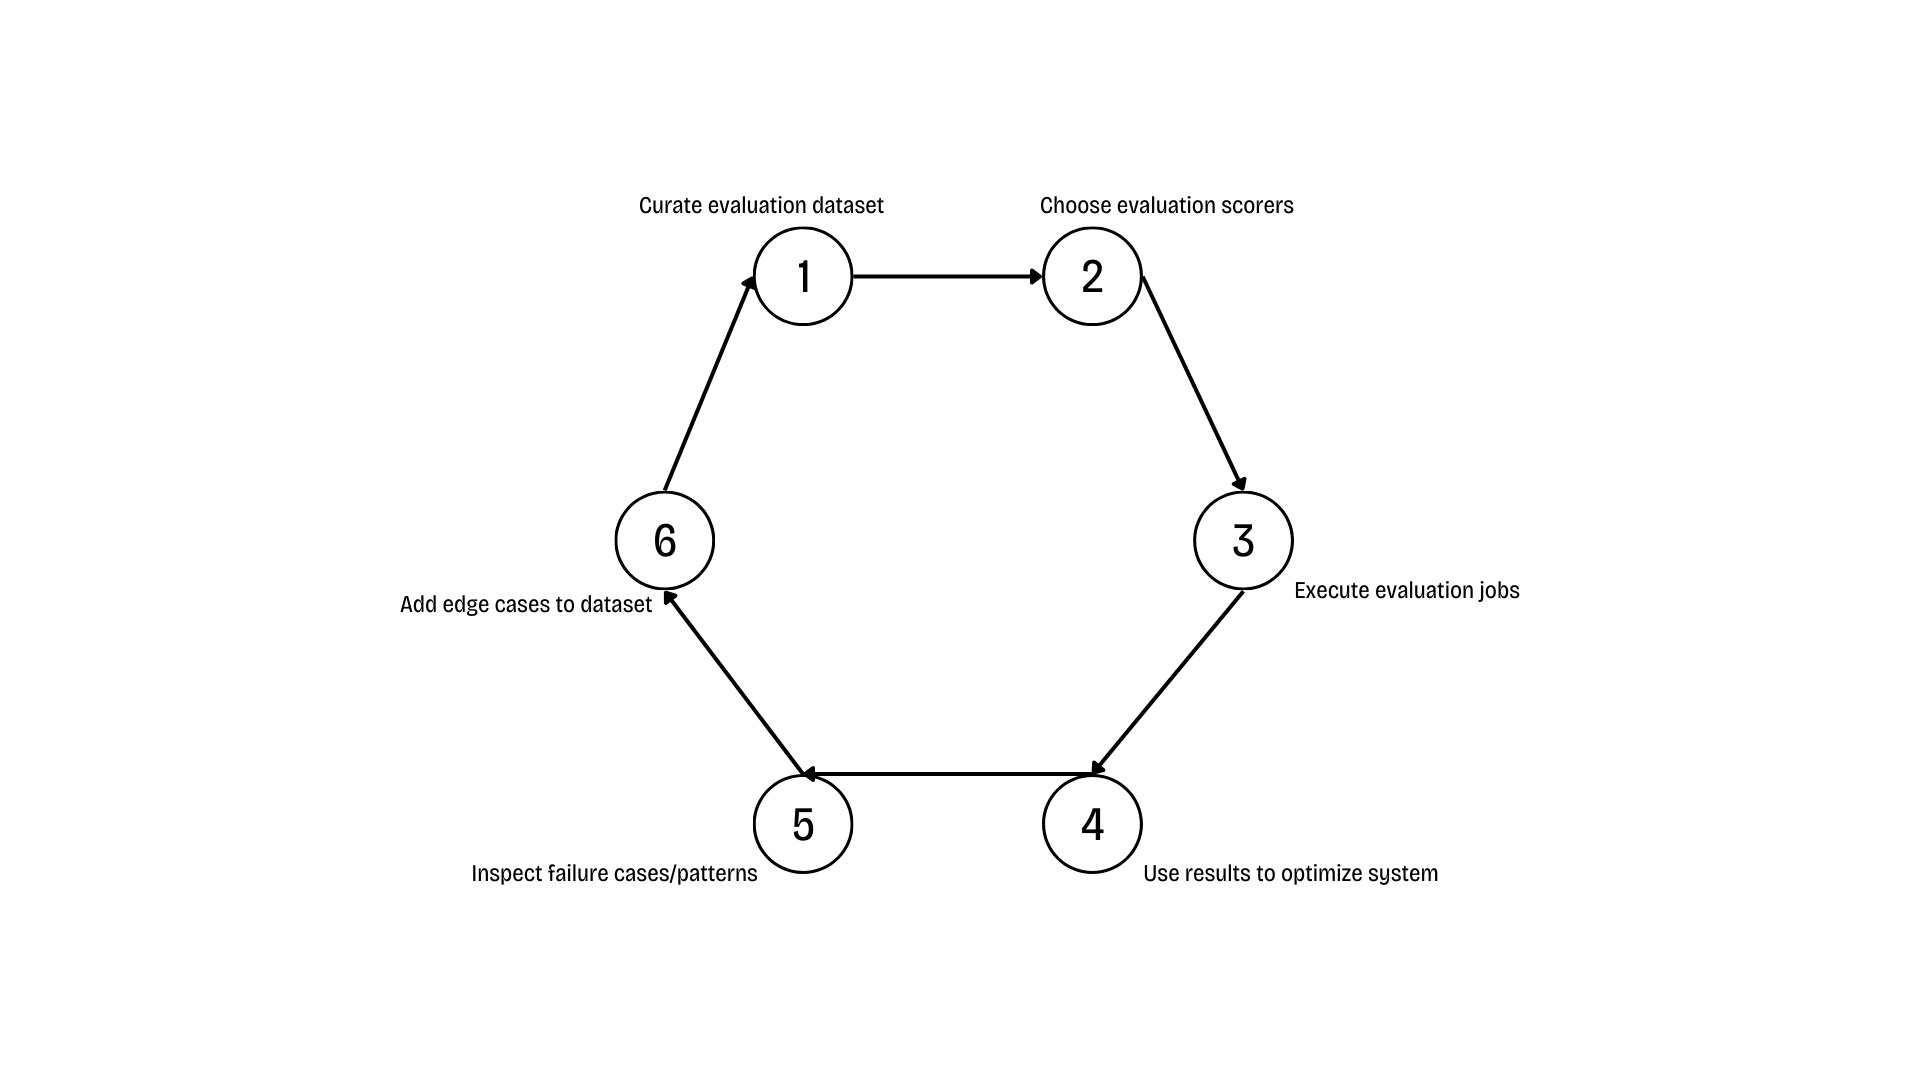 Curate evaluation dataset
Choose evaluation scorers
1
2
6
3
Execute evaluation jobs
Add edge cases to dataset
5
4
Inspect failure cases/patterns
Use results to optimize system